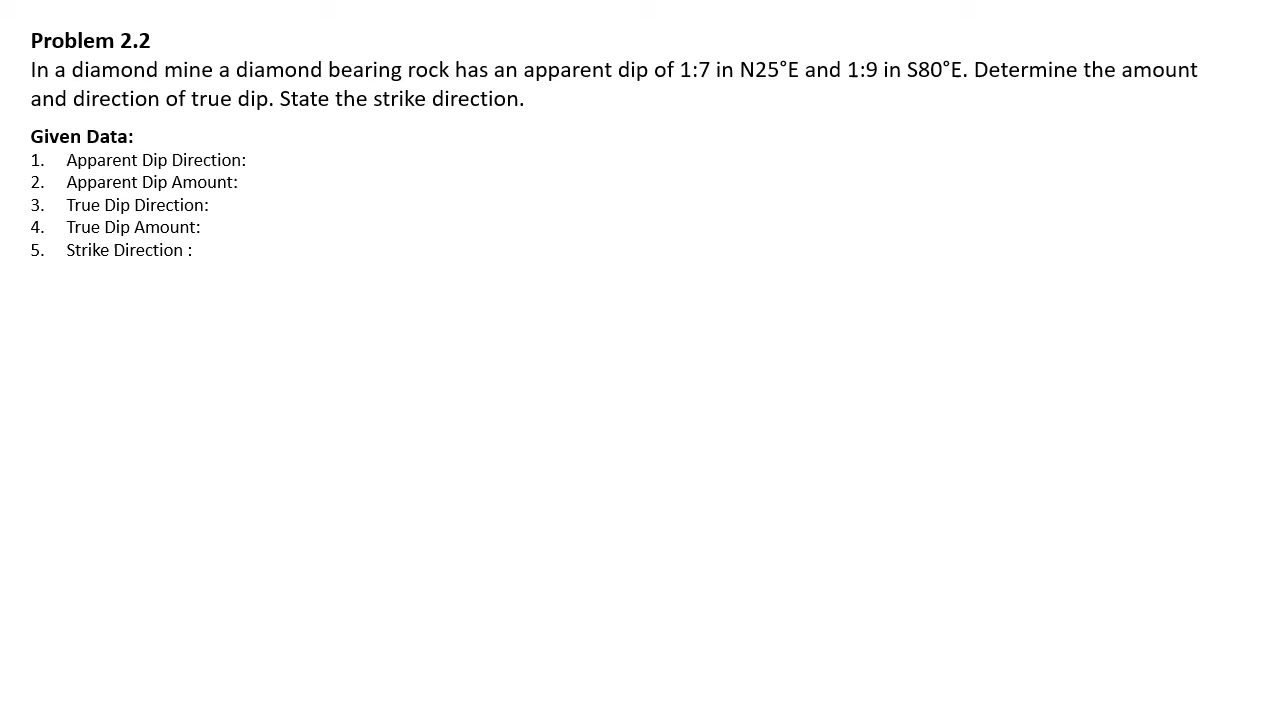 Problem 2.2
In a diamond mine a diamond bearing rock has an apparent dip of 1:7 in N25°E and 1:9 in S80°E. Determine the amount
and direction of true dip. State the strike direction.
Given Data:
1. Apparent Dip Direction:
2. Apparent Dip Amount:
3. True Dip Direction:
4. True Dip Amount:
5. Strike Direction :